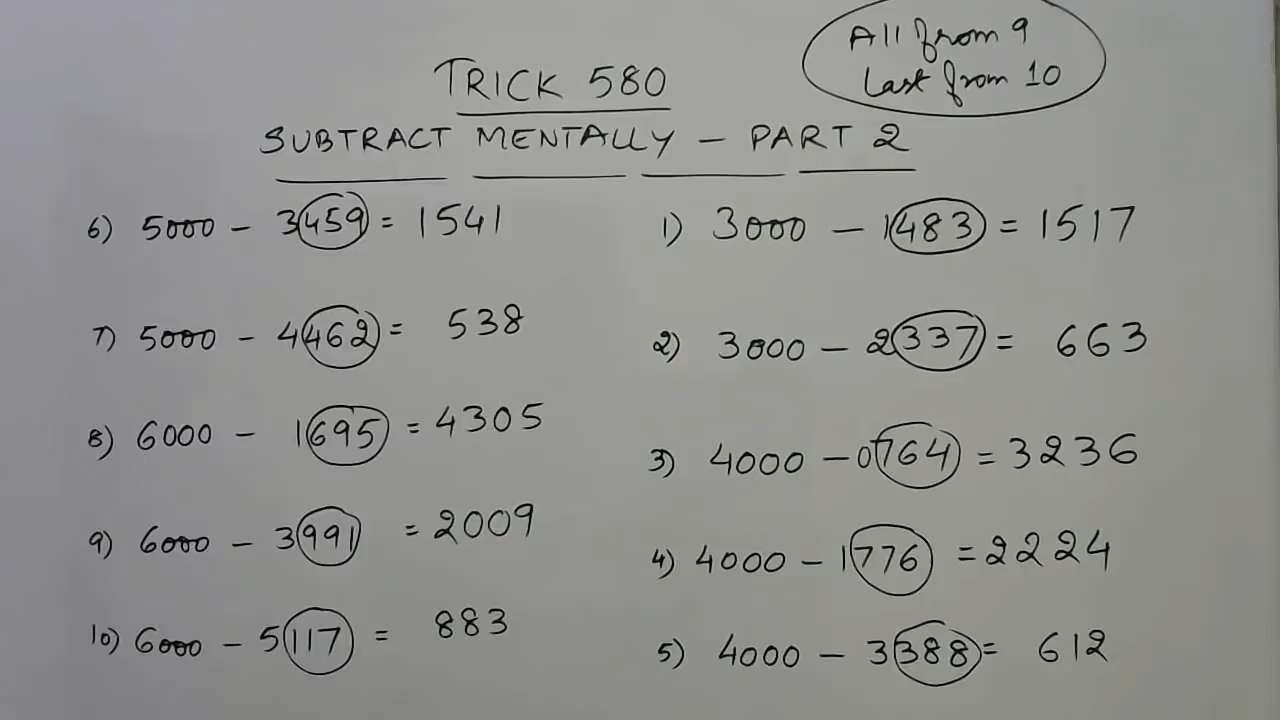 All from 9
Last from 10
TRICK 580
SUBTRACT MENTALLY - PART 2
6) 5000 - 3459 = 1541
7) 5000 - 4462 = 538
8) 6000 - 1695 = 4305
9) 6000 - 3991 = 2009
10) 6000 - 5117 = 883
1) 3000 - 1483 = 1517
2) 3000 - 2337 = 663
3) 4000 - 0764 = 3236
4) 4000 - 1776 = 2224
5) 4000 - 3388 = 612